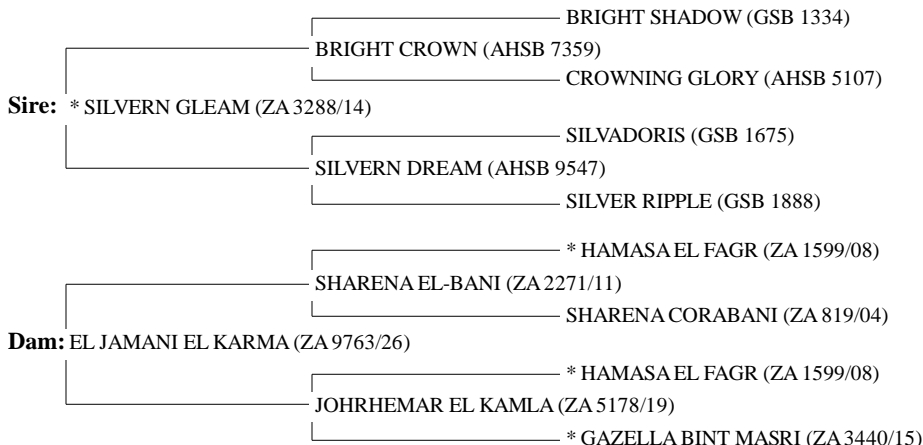 BRIGHT SHADOW (GSB 1334)
BRIGHT CROWN (AHSB 7359)
CROWNING GLORY (AHSB 5107)
Sire: * SILVERN GLEAM (ZA 3288/14)
SILVADORIS (GSB 1675)
SILVERN DREAM (AHSB 9547)
SILVER RIPPLE (GSB 1888)
* HAMASA EL FAGR (ZA 1599/08)
SHARENA EL-BANI (ZA 2271/11)
SHARENA CORABANI (ZA 819/04)
Dam: EL JAMANI EL KARMA (ZA 9763/26)
* HAMASA EL FAGR (ZA 1599/08)
JOHRHEMAR EL KAMLA (ZA 5178/19)
* GAZELLA BINT MASRI (ZA 3440/15)